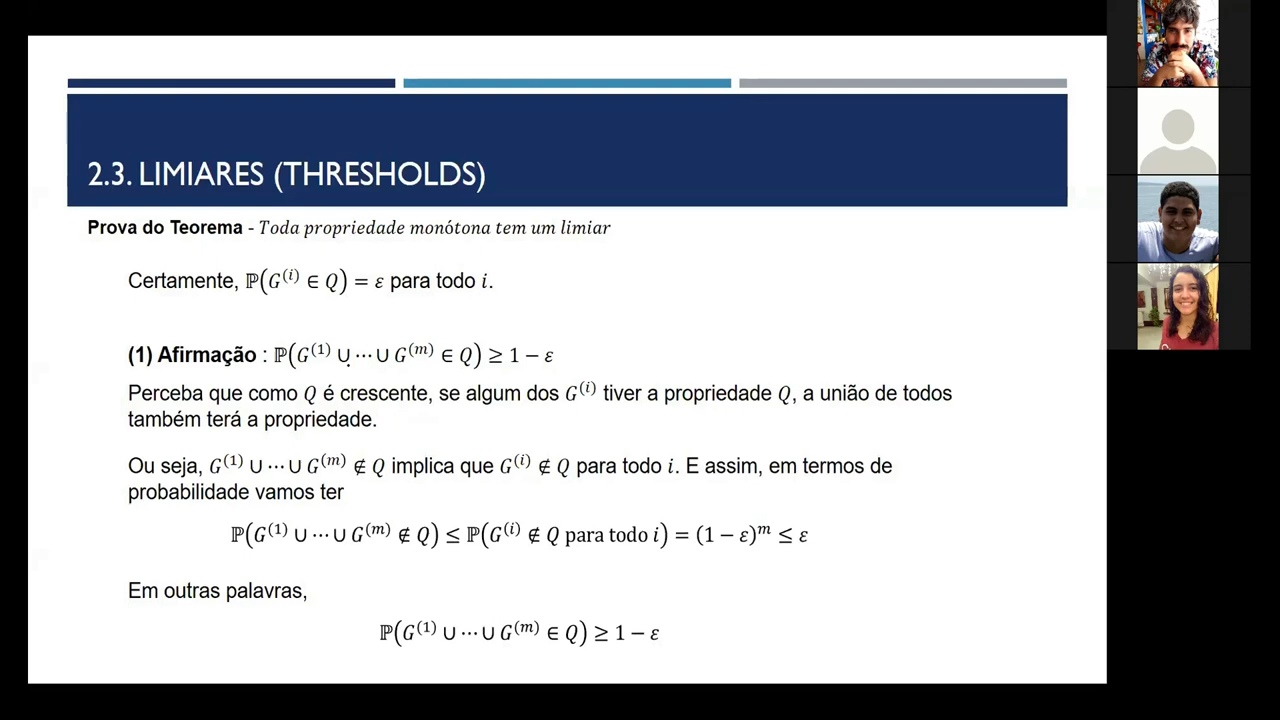 2.3. LIMIARES (THRESHOLDS)
Prova do Teorema - Toda propriedade monótona tem um limiar
Certamente, ℙ(G⁽ⁱ⁾ ∈ Q) = ε para todo i.
(1) Afirmação : ℙ(G⁽¹⁾ ∪ ⋯ ∪ G⁽ᵐ⁾ ∈ Q) ≥ 1 − ε
Perceba que como Q é crescente, se algum dos G⁽ⁱ⁾ tiver a propriedade Q, a união de todos
também terá a propriedade.
Ou seja, G⁽¹⁾ ∪ ⋯ ∪ G⁽ᵐ⁾ ∉ Q implica que G⁽ⁱ⁾ ∉ Q para todo i. E assim, em termos de
probabilidade vamos ter
ℙ(G⁽¹⁾ ∪ ⋯ ∪ G⁽ᵐ⁾ ∉ Q) ≤ ℙ(G⁽ⁱ⁾ ∉ Q para todo i) = (1 − ε)ᵐ ≤ ε
Em outras palavras,
ℙ(G⁽¹⁾ ∪ ⋯ ∪ G⁽ᵐ⁾ ∈ Q) ≥ 1 − ε